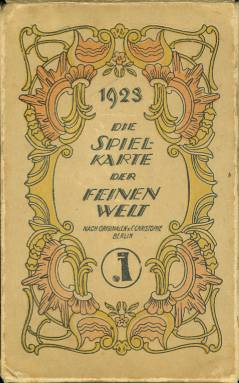 1923
DIE
SPIEL-
KARTE
DER
FEINEN
WELT
NACH ORIGINALEN v. F. CHRISTOPHE
BERLIN
1